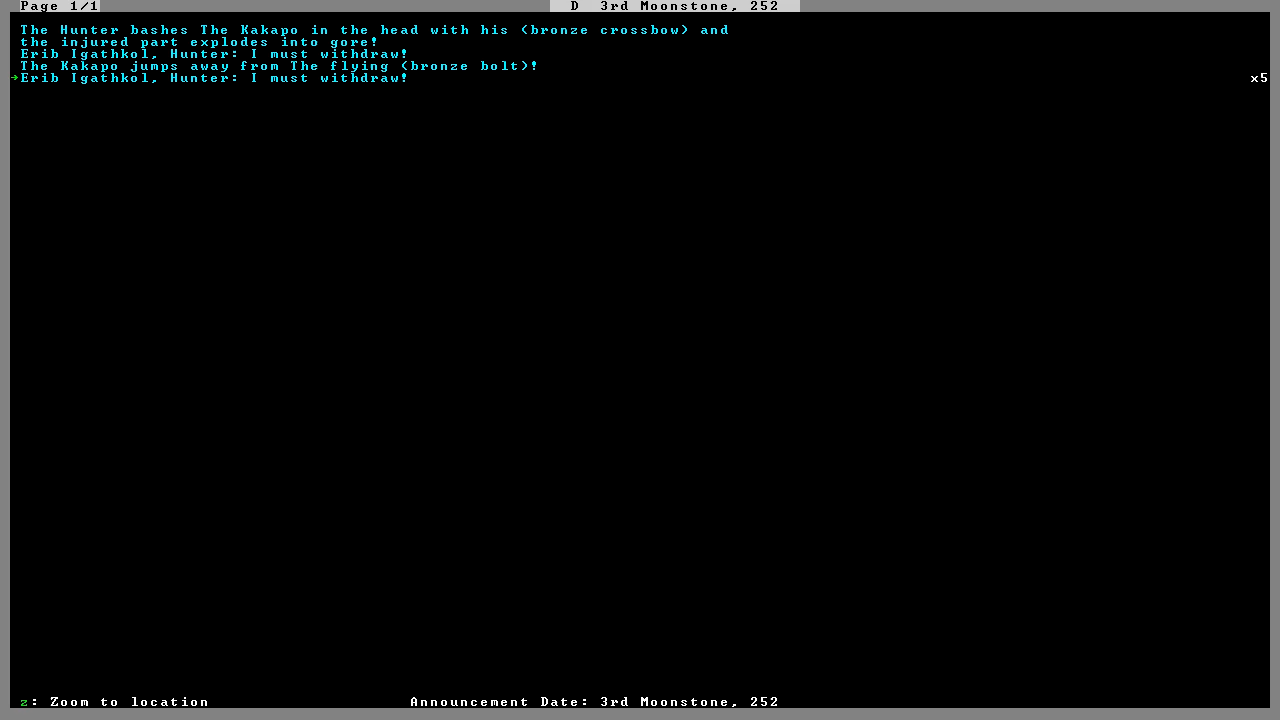 Page 1/1 D 3rd Moonstone, 252
The Hunter bashes The Kakapo in the head with his (bronze crossbow) and
the injured part explodes into gore!
Erib Igathkol, Hunter: I must withdraw!
The Kakapo jumps away from The flying (bronze bolt)!
→Erib Igathkol, Hunter: I must withdraw! x5
z: Zoom to location Announcement Date: 3rd Moonstone, 252